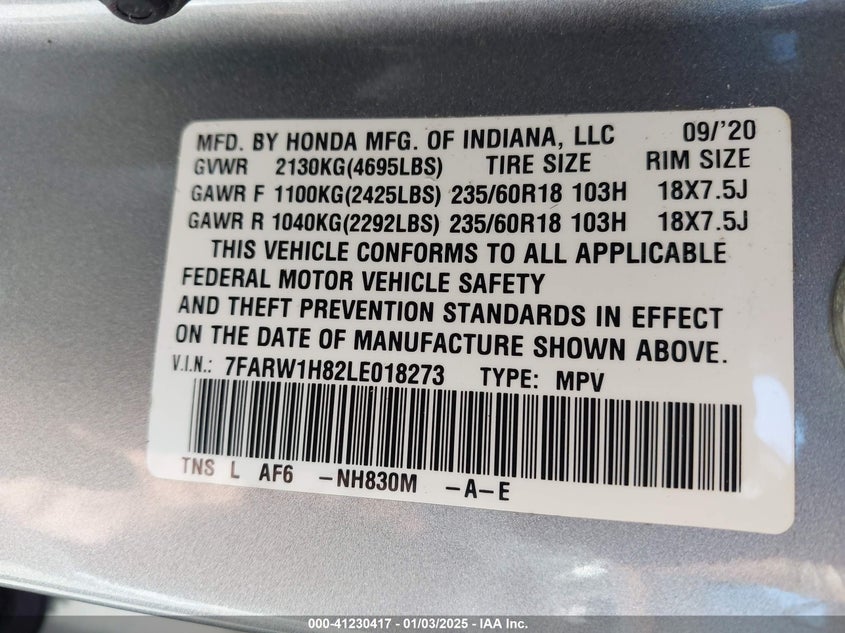 MFD. BY HONDA MFG. OF INDIANA, LLC 09/'20
GVWR 2130KG(4695LBS) TIRE SIZE RIM SIZE
GAWR F 1100KG(2425LBS) 235/60R18 103H 18X7.5J
GAWR R 1040KG(2292LBS) 235/60R18 103H 18X7.5J
THIS VEHICLE CONFORMS TO ALL APPLICABLE
FEDERAL MOTOR VEHICLE SAFETY
AND THEFT PREVENTION STANDARDS IN EFFECT
ON THE DATE OF MANUFACTURE SHOWN ABOVE.
V.I.N.: 7FARW1H82LE018273 TYPE: MPV
TNS L AF6 -NH830M -A-E
000-41230417 - 01/03/2025 - IAA Inc.